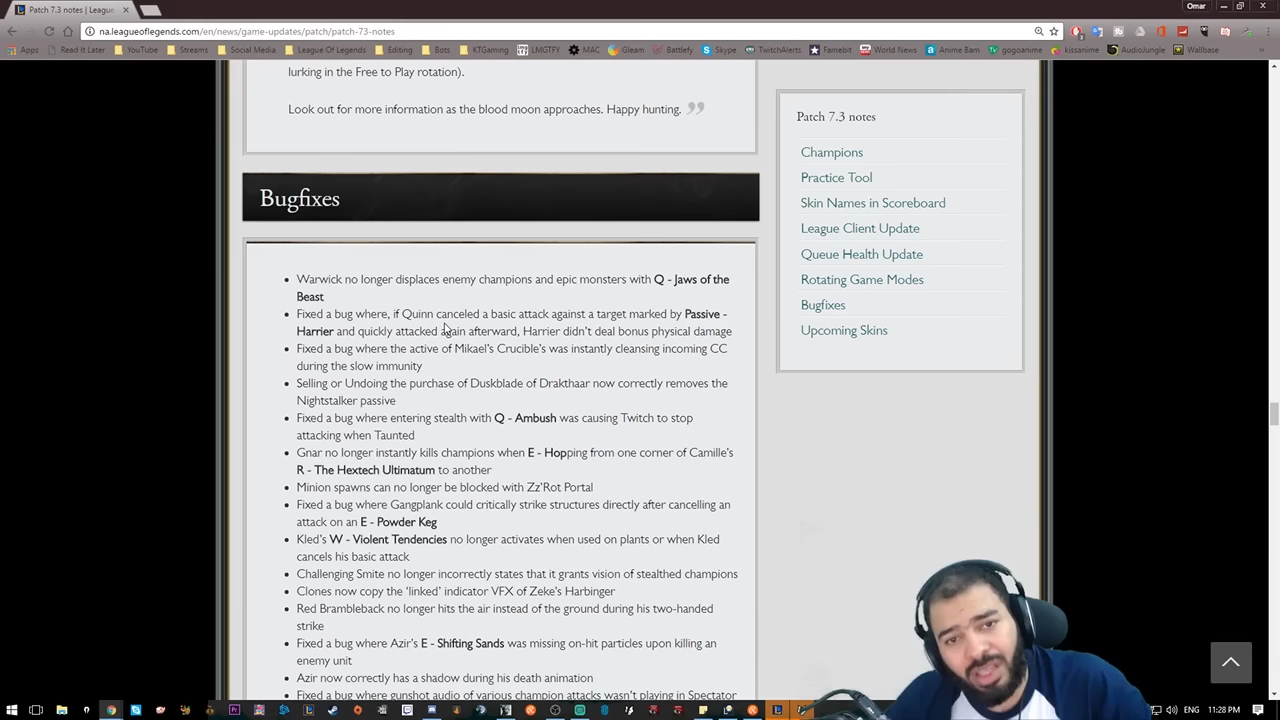 Patch 7.3 notes | Leagu
Omar
na.leagueoflegends.com/en/news/game-updates/patch/patch-73-notes
Apps
Read It Later
YouTube
Streams
Social Media
League Of Legends
Editing
Bots
KTGaming
LMGTFY
MAC
Gleam
Battlefy
Skype
TwitchAlerts
Famebit
World News
Anime Bam
gogoanime
kissanime
AudioJungle
Wallbase
lurking in the Free to Play rotation).
Look out for more information as the blood moon approaches. Happy hunting. ”
Bugfixes
• Warwick no longer displaces enemy champions and epic monsters with Q - Jaws of the
Beast
• Fixed a bug where, if Quinn canceled a basic attack against a target marked by Passive -
Harrier and quickly attacked again afterward, Harrier didn't deal bonus physical damage
• Fixed a bug where the active of Mikael's Crucible's was instantly cleansing incoming CC
during the slow immunity
• Selling or Undoing the purchase of Duskblade of Drakthaar now correctly removes the
Nightstalker passive
• Fixed a bug where entering stealth with Q - Ambush was causing Twitch to stop
attacking when Taunted
• Gnar no longer instantly kills champions when E - Hopping from one corner of Camille's
R - The Hextech Ultimatum to another
• Minion spawns can no longer be blocked with Zz'Rot Portal
• Fixed a bug where Gangplank could critically strike structures directly after cancelling an
attack on an E - Powder Keg
• Kled's W - Violent Tendencies no longer activates when used on plants or when Kled
cancels his basic attack
• Challenging Smite no longer incorrectly states that it grants vision of stealthed champions
• Clones now copy the 'linked' indicator VFX of Zeke's Harbinger
• Red Brambleback no longer hits the air instead of the ground during his two-handed
strike
• Fixed a bug where Azir's E - Shifting Sands was missing on-hit particles upon killing an
enemy unit
• Azir now correctly has a shadow during his death animation
• Fixed a bug where gunshot audio of various champion attacks wasn't playing in Spectator
Patch 7.3 notes
Champions
Practice Tool
Skin Names in Scoreboard
League Client Update
Queue Health Update
Rotating Game Modes
Bugfixes
Upcoming Skins
ENG
11:28 PM